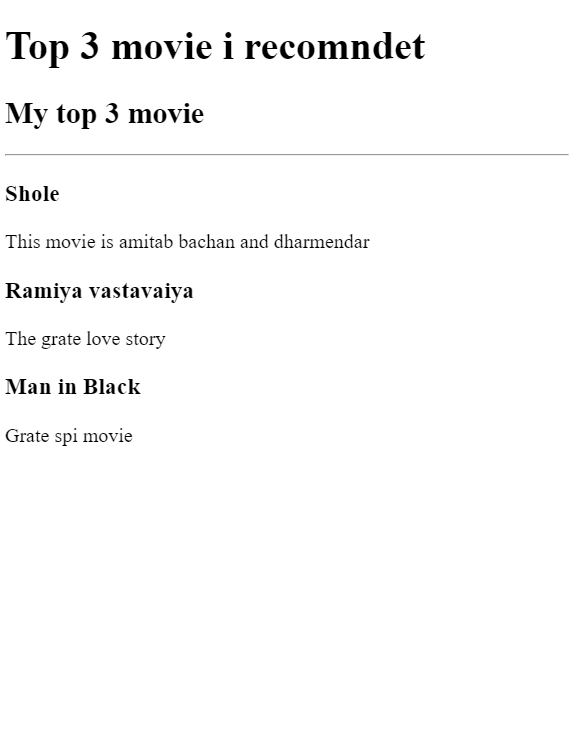 Top 3 movie i recomndet
My top 3 movie
Shole
This movie is amitab bachan and dharmendar
Ramiya vastavaiya
The grate love story
Man in Black
Grate spi movie